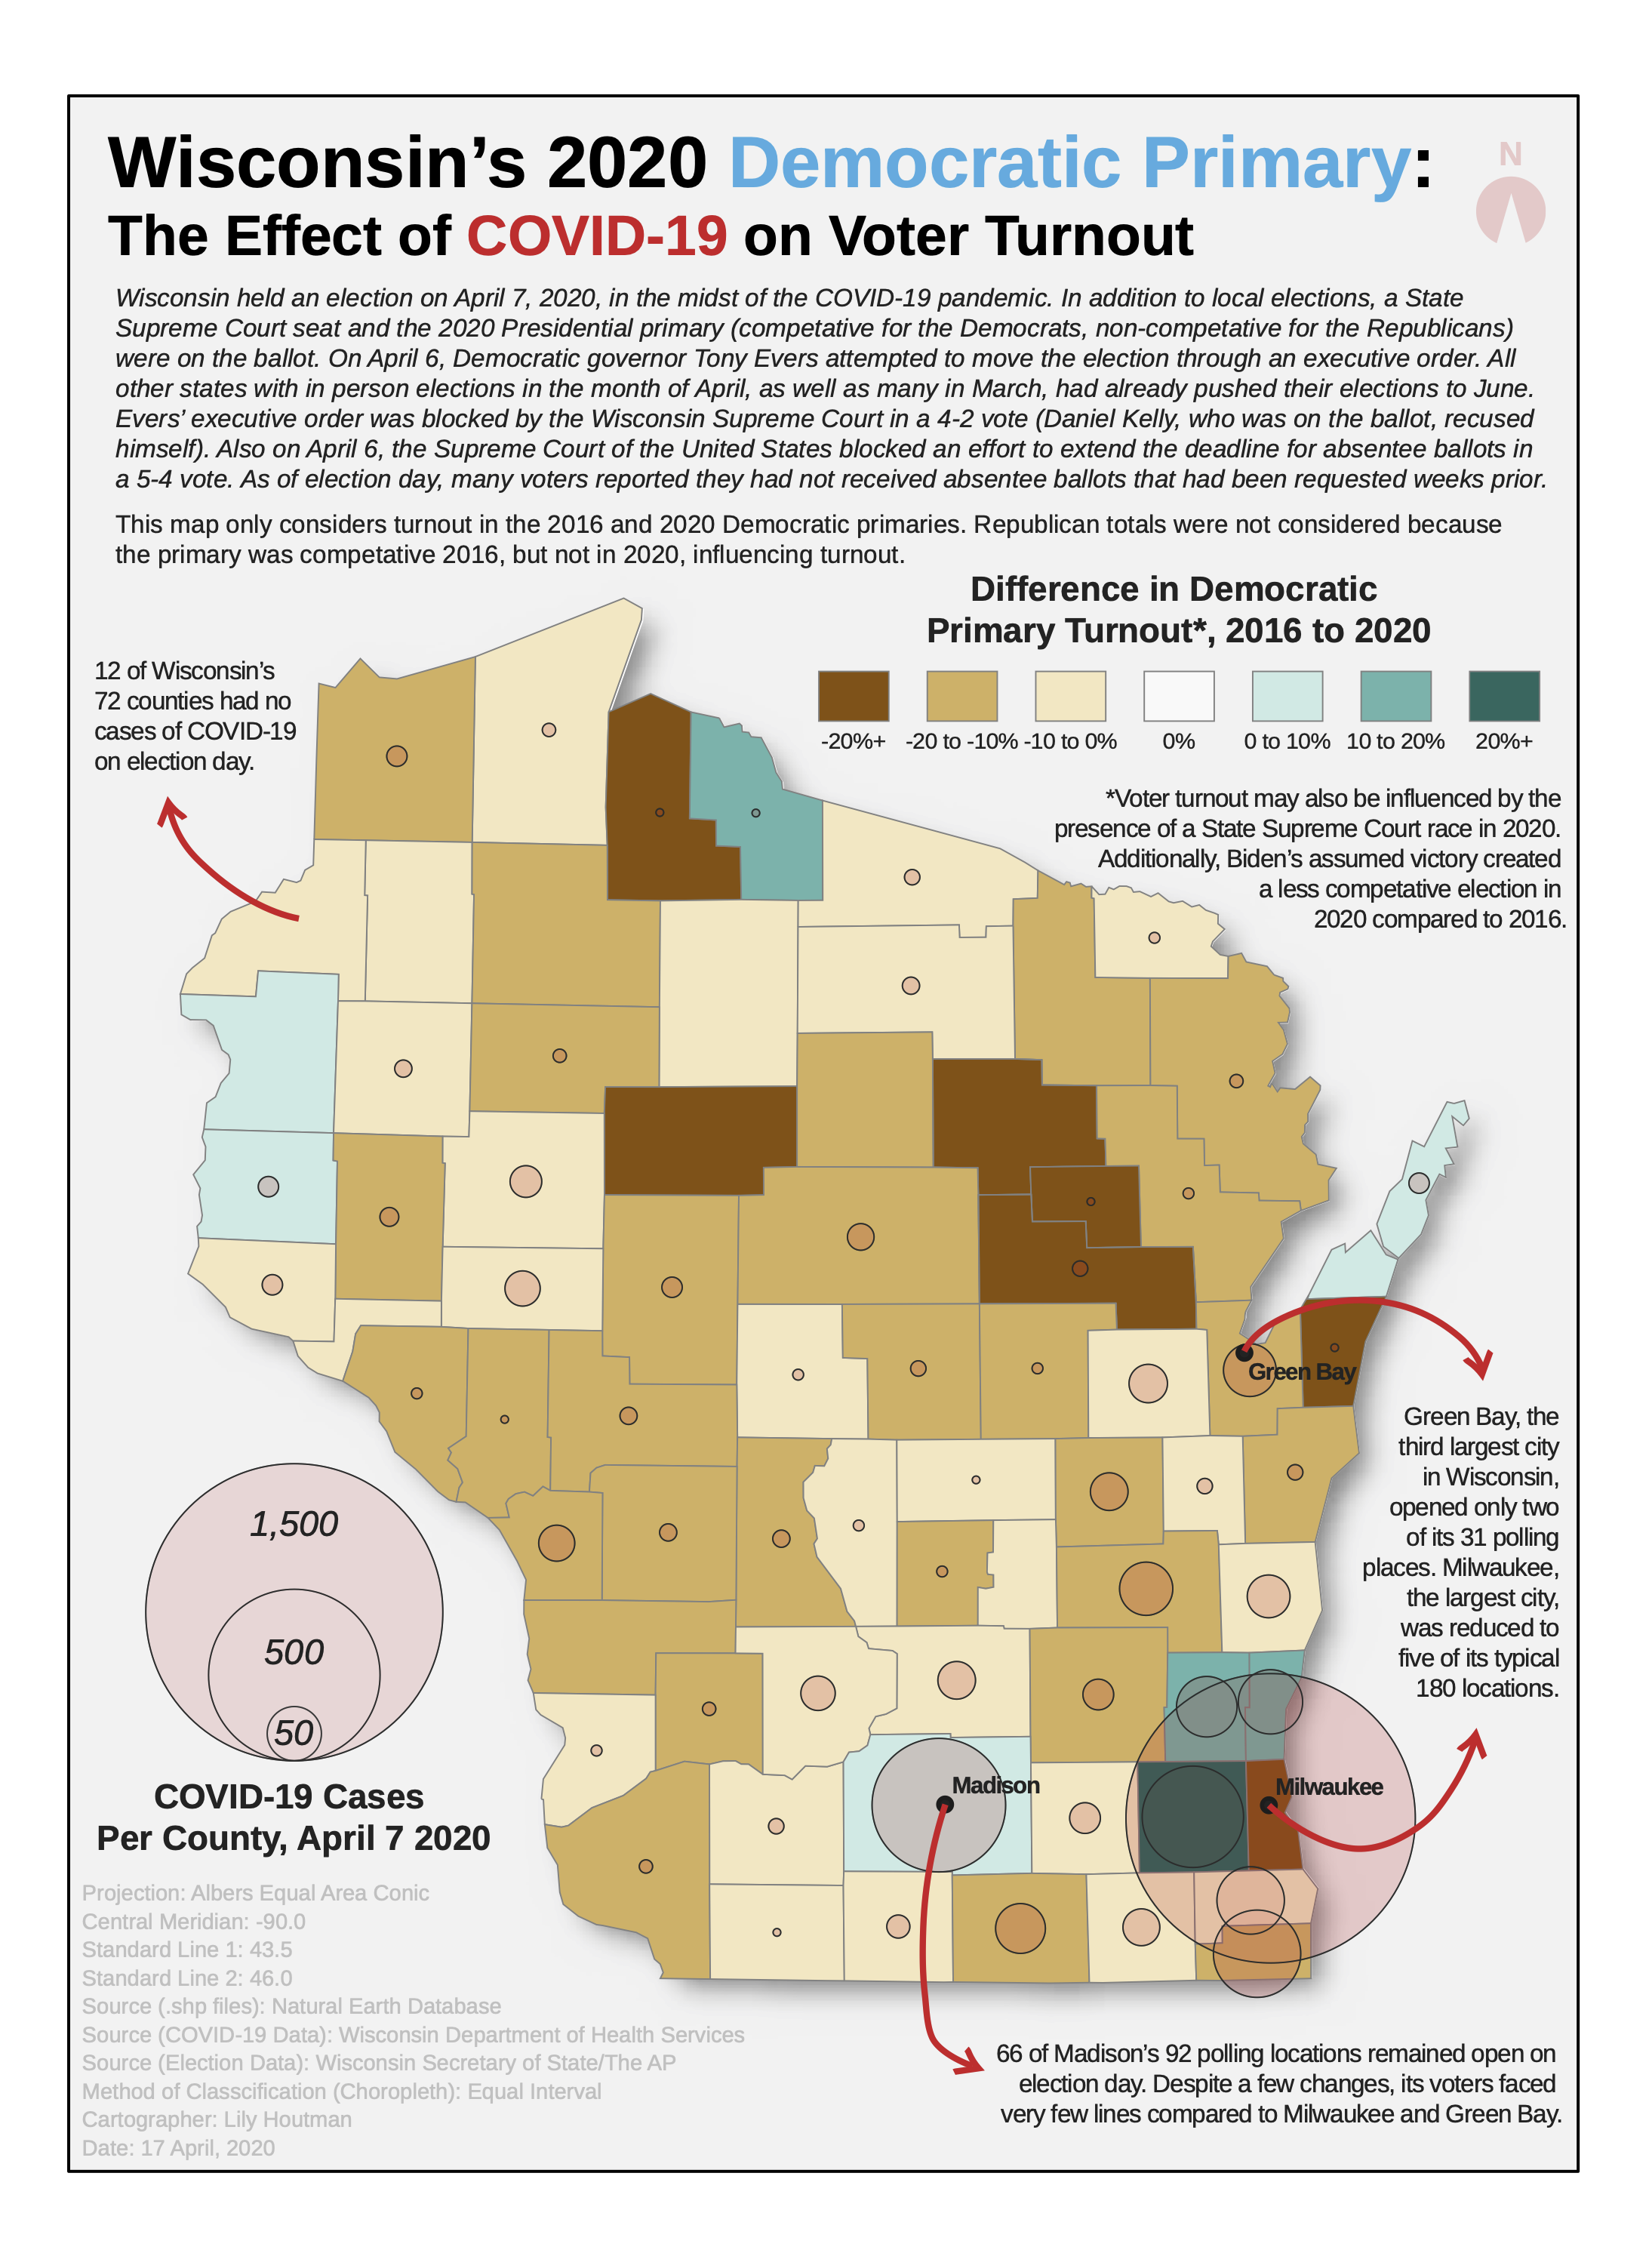 Wisconsin’s 2020 Democratic Primary:
The Effect of COVID-19 on Voter Turnout
N
Wisconsin held an election on April 7, 2020, in the midst of the COVID-19 pandemic. In addition to local elections, a State
Supreme Court seat and the 2020 Presidential primary (competative for the Democrats, non-competative for the Republicans)
were on the ballot. On April 6, Democratic governor Tony Evers attempted to move the election through an executive order. All
other states with in person elections in the month of April, as well as many in March, had already pushed their elections to June.
Evers’ executive order was blocked by the Wisconsin Supreme Court in a 4-2 vote (Daniel Kelly, who was on the ballot, recused
himself). Also on April 6, the Supreme Court of the United States blocked an effort to extend the deadline for absentee ballots in
a 5-4 vote. As of election day, many voters reported they had not received absentee ballots that had been requested weeks prior.
This map only considers turnout in the 2016 and 2020 Democratic primaries. Republican totals were not considered because
the primary was competative 2016, but not in 2020, influencing turnout.
Difference in Democratic
Primary Turnout*, 2016 to 2020
-20%+ -20 to -10% -10 to 0% 0% 0 to 10% 10 to 20% 20%+
*Voter turnout may also be influenced by the
presence of a State Supreme Court race in 2020.
Additionally, Biden’s assumed victory created
a less competative election in
2020 compared to 2016.
12 of Wisconsin’s
72 counties had no
cases of COVID-19
on election day.
Green Bay
Green Bay, the
third largest city
in Wisconsin,
opened only two
of its 31 polling
places. Milwaukee,
the largest city,
was reduced to
five of its typical
180 locations.
1,500
500
50
COVID-19 Cases
Per County, April 7 2020
Madison
Milwaukee
Projection: Albers Equal Area Conic
Central Meridian: -90.0
Standard Line 1: 43.5
Standard Line 2: 46.0
Source (.shp files): Natural Earth Database
Source (COVID-19 Data): Wisconsin Department of Health Services
Source (Election Data): Wisconsin Secretary of State/The AP
Method of Classcification (Choropleth): Equal Interval
Cartographer: Lily Houtman
Date: 17 April, 2020
66 of Madison’s 92 polling locations remained open on
election day. Despite a few changes, its voters faced
very few lines compared to Milwaukee and Green Bay.